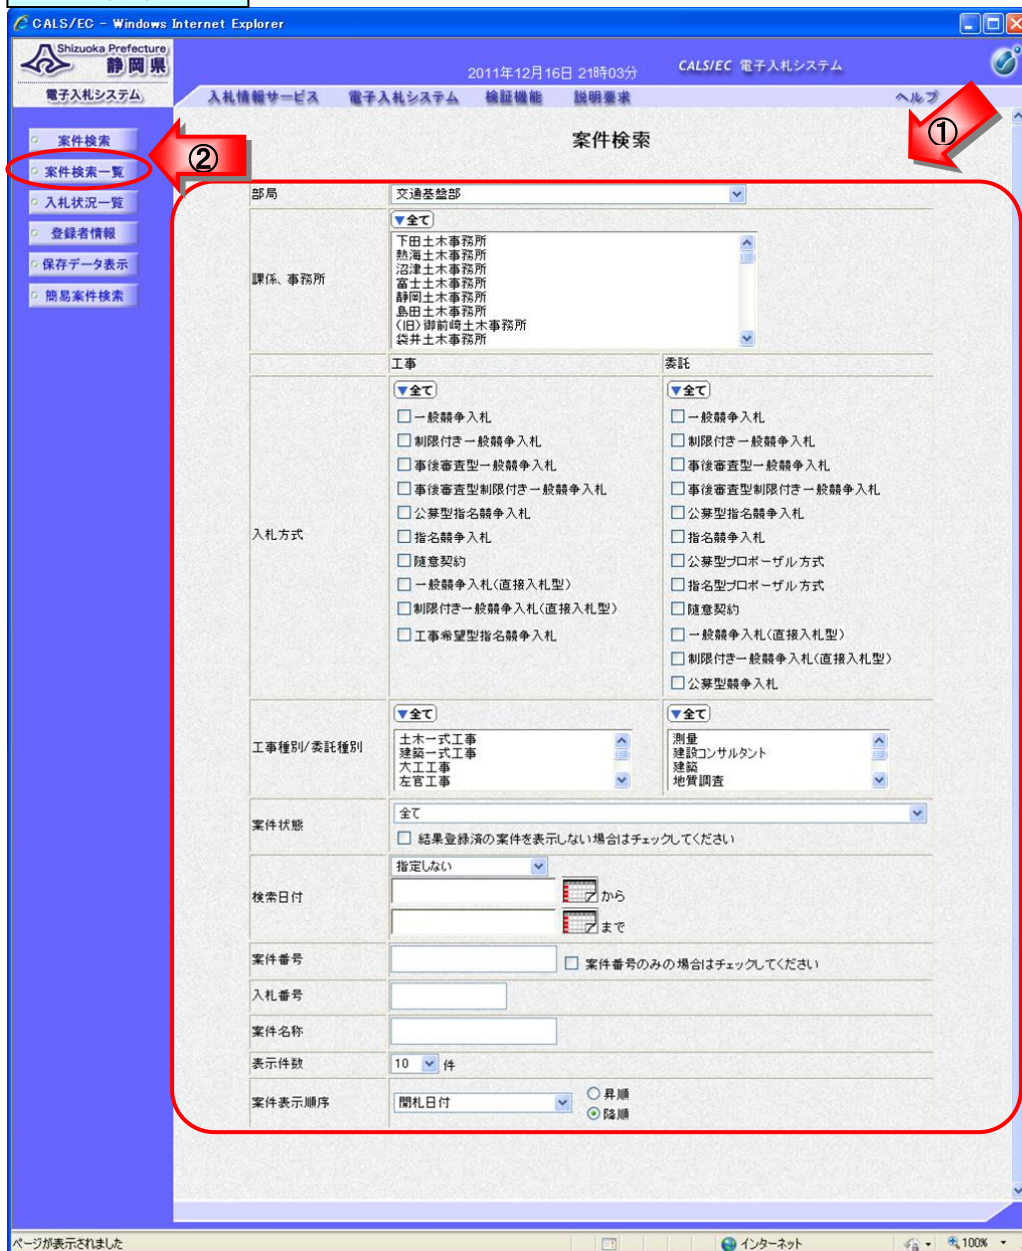 CALS/EC - Windows Internet Explorer
Shizuoka Prefecture
静岡県
2011年12月16日 21時03分
CALS/EC 電子入札システム
電子入札システム
入札情報サービス 電子入札システム 検証機能 説明要求 ヘルプ
案件検索
案件検索一覧
入札状況一覧
登録者情報
保存データ表示
簡易案件検索
①
②
案件検索
部局 交通基盤部
課係、事務所
▼全て
下田土木事務所
熱海土木事務所
沼津土木事務所
富士土木事務所
静岡土木事務所
島田土木事務所
(旧)御前崎土木事務所
袋井土木事務所
工事 委託
入札方式
▼全て ▼全て
一般競争入札 一般競争入札
制限付き一般競争入札 制限付き一般競争入札
事後審査型一般競争入札 事後審査型一般競争入札
事後審査型制限付き一般競争入札 事後審査型制限付き一般競争入札
公募型指名競争入札 公募型指名競争入札
指名競争入札 指名競争入札
随意契約 公募型プロポーザル方式
一般競争入札(直接入札型) 指名型プロポーザル方式
制限付き一般競争入札(直接入札型) 随意契約
工事希望型指名競争入札 一般競争入札(直接入札型)
制限付き一般競争入札(直接入札型)
公募型競争入札
工事種別/委託種別
▼全て ▼全て
土木一式工事 測量
建築一式工事 建設コンサルタント
大工工事 建築
左官工事 地質調査
案件状態 全て
結果登録済の案件を表示しない場合はチェックしてください
検索日付 指定しない
から
まで
案件番号 案件番号のみの場合はチェックしてください
入札番号
案件名称
表示件数 10 件
案件表示順序 開札日付 昇順
降順
ページが表示されました インターネット 100%